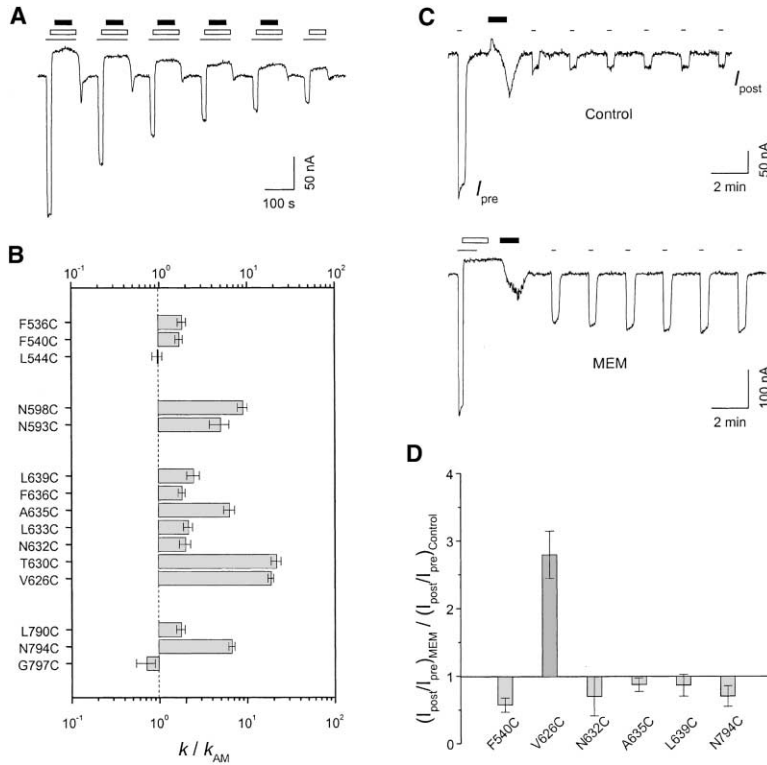 A
50 nA
100 s
B
10⁻¹ 10⁰ 10¹ 10²
F536C
F540C
L544C
N598C
N593C
L639C
F636C
A635C
L633C
N632C
T630C
V626C
L790C
N794C
G797C
10⁻¹ 10⁰ 10¹ 10²
k / k_AM
C
I_post
Control
I_pre
50 nA
2 min
MEM
100 nA
2 min
D
(I_post/I_pre)_MEM / (I_post/I_pre)_Control
4
3
2
1
0
F540C
V626C
N632C
A635C
L639C
N794C